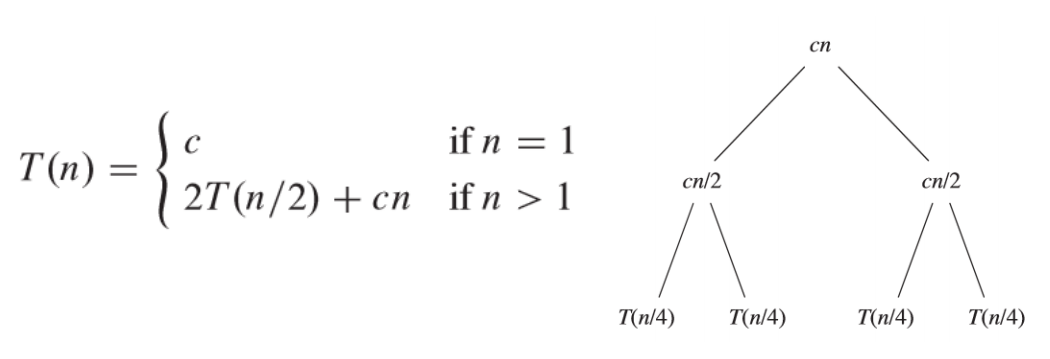 T(n) = { c if n = 1
2T(n/2) + cn if n > 1
cn
cn/2 cn/2
T(n/4) T(n/4) T(n/4) T(n/4)